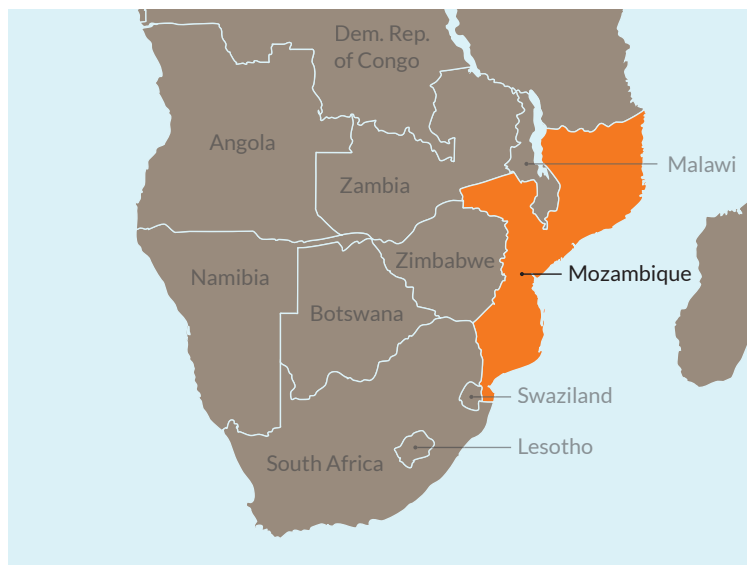 Dem. Rep.
of Congo
Angola
Malawi
Zambia
Zimbabwe
Mozambique
Namibia
Botswana
Swaziland
Lesotho
South Africa